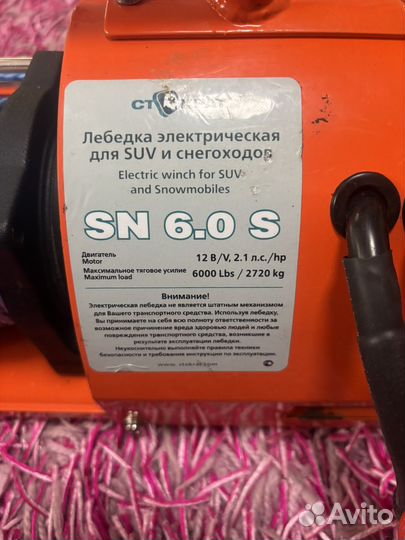 Лебедка электрическая
для SUV и снегоходов
Electric winch for SUV
and Snowmobiles
SN 6.0 S
Двигатель
Motor
12 В/V, 2.1 л.с./hp
Максимальное тяговое усилие
Maximum load
6000 Lbs / 2720 kg
Внимание!
Электрическая лебедка не является штатным механизмом
для Вашего транспортного средства. Используя лебедку,
Вы принимаете на себя всю полноту ответственности за
возможное причинение вреда здоровью людей и любые
повреждения транспортного средства, возникшие в
результате эксплуатации лебедки.
Неукоснительно выполняйте правила техники
безопасности и требования инструкции по эксплуатации.
Avito